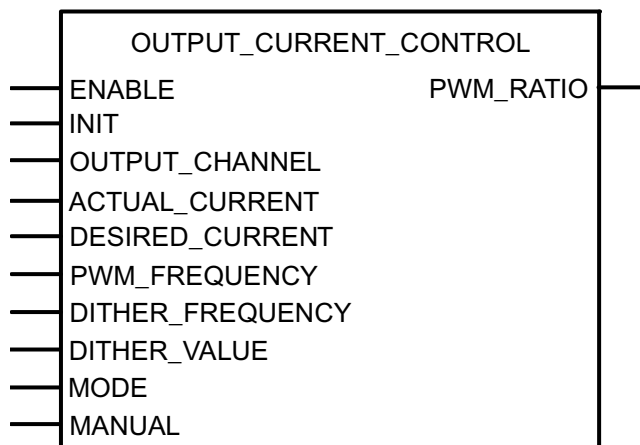 OUTPUT_CURRENT_CONTROL
ENABLE PWM_RATIO
INIT
OUTPUT_CHANNEL
ACTUAL_CURRENT
DESIRED_CURRENT
PWM_FREQUENCY
DITHER_FREQUENCY
DITHER_VALUE
MODE
MANUAL